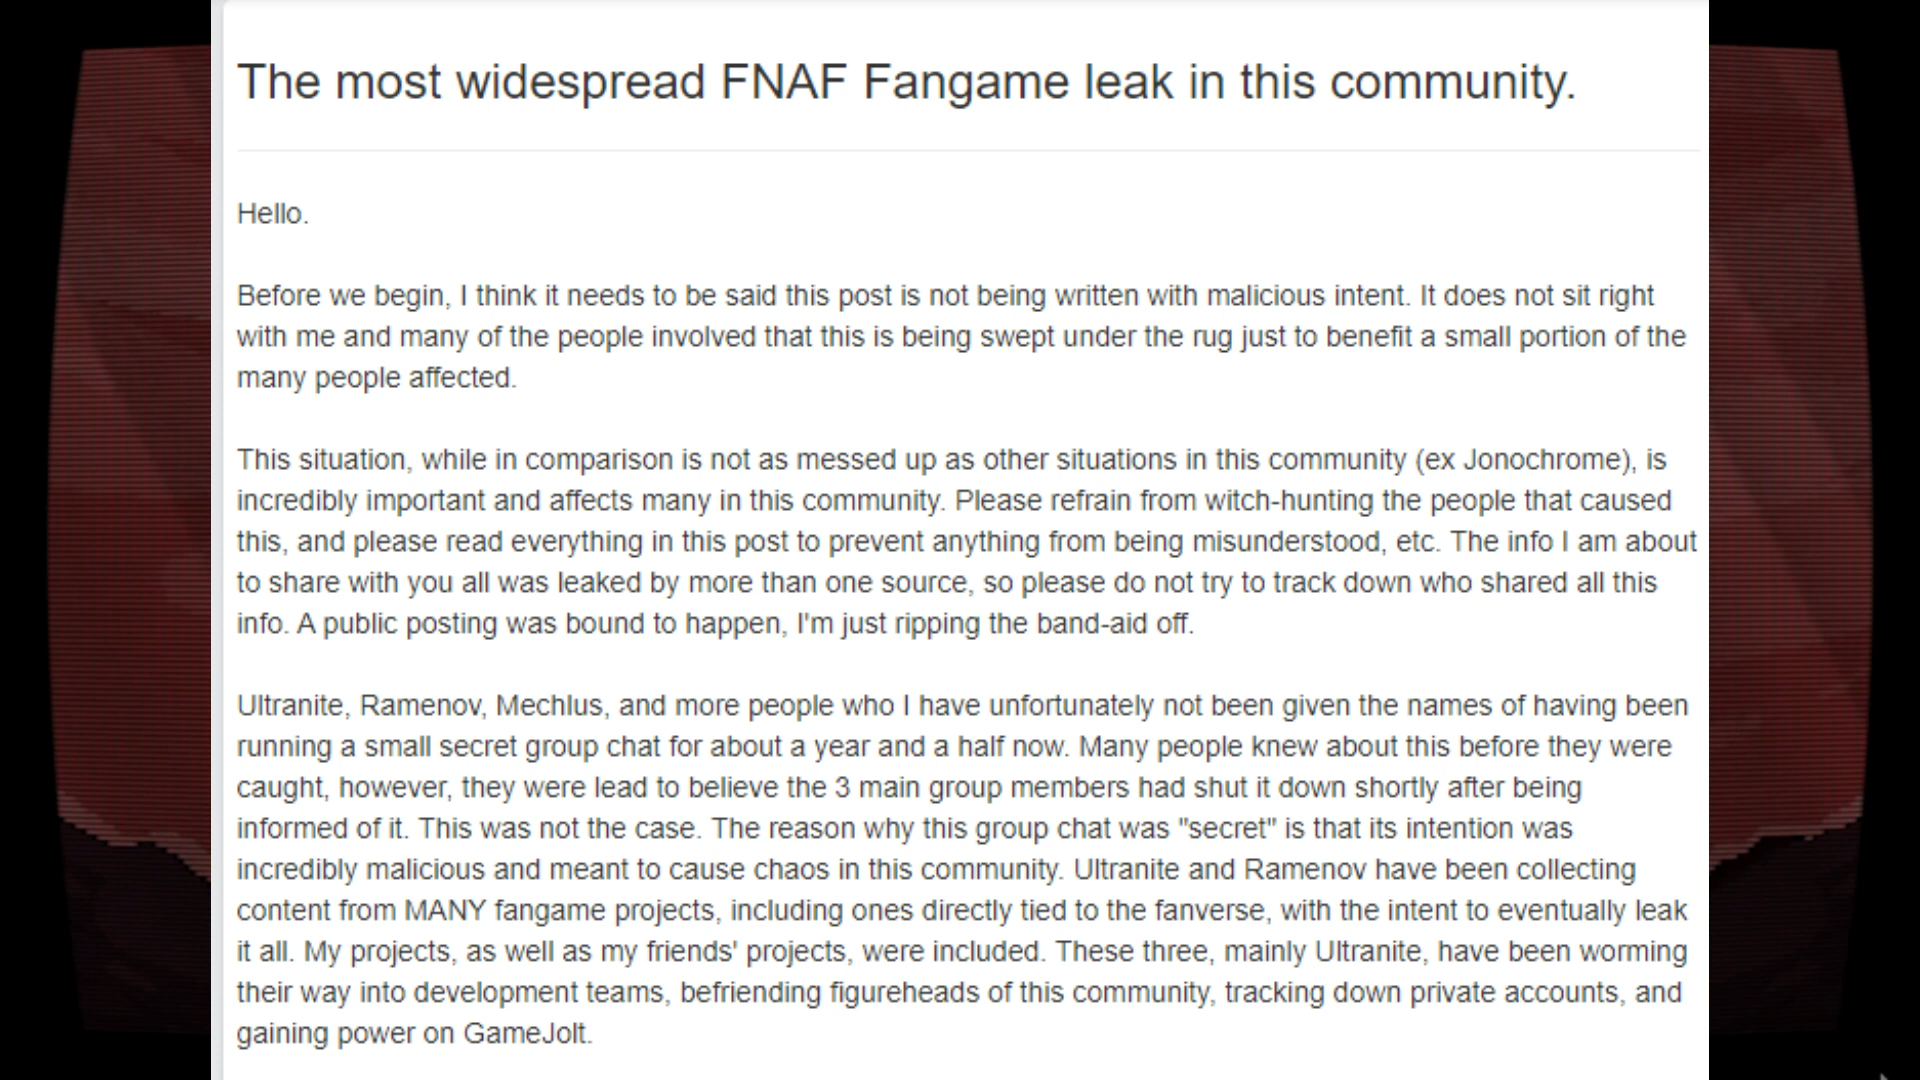 The most widespread FNAF Fangame leak in this community.
Hello.
Before we begin, I think it needs to be said this post is not being written with malicious intent. It does not sit right
with me and many of the people involved that this is being swept under the rug just to benefit a small portion of the
many people affected.
This situation, while in comparison is not as messed up as other situations in this community (ex Jonochrome), is
incredibly important and affects many in this community. Please refrain from witch-hunting the people that caused
this, and please read everything in this post to prevent anything from being misunderstood, etc. The info I am about
to share with you all was leaked by more than one source, so please do not try to track down who shared all this
info. A public posting was bound to happen, I'm just ripping the band-aid off.
Ultranite, Ramenov, Mechlus, and more people who I have unfortunately not been given the names of having been
running a small secret group chat for about a year and a half now. Many people knew about this before they were
caught, however, they were lead to believe the 3 main group members had shut it down shortly after being
informed of it. This was not the case. The reason why this group chat was "secret" is that its intention was
incredibly malicious and meant to cause chaos in this community. Ultranite and Ramenov have been collecting
content from MANY fangame projects, including ones directly tied to the fanverse, with the intent to eventually leak
it all. My projects, as well as my friends' projects, were included. These three, mainly Ultranite, have been worming
their way into development teams, befriending figureheads of this community, tracking down private accounts, and
gaining power on GameJolt.